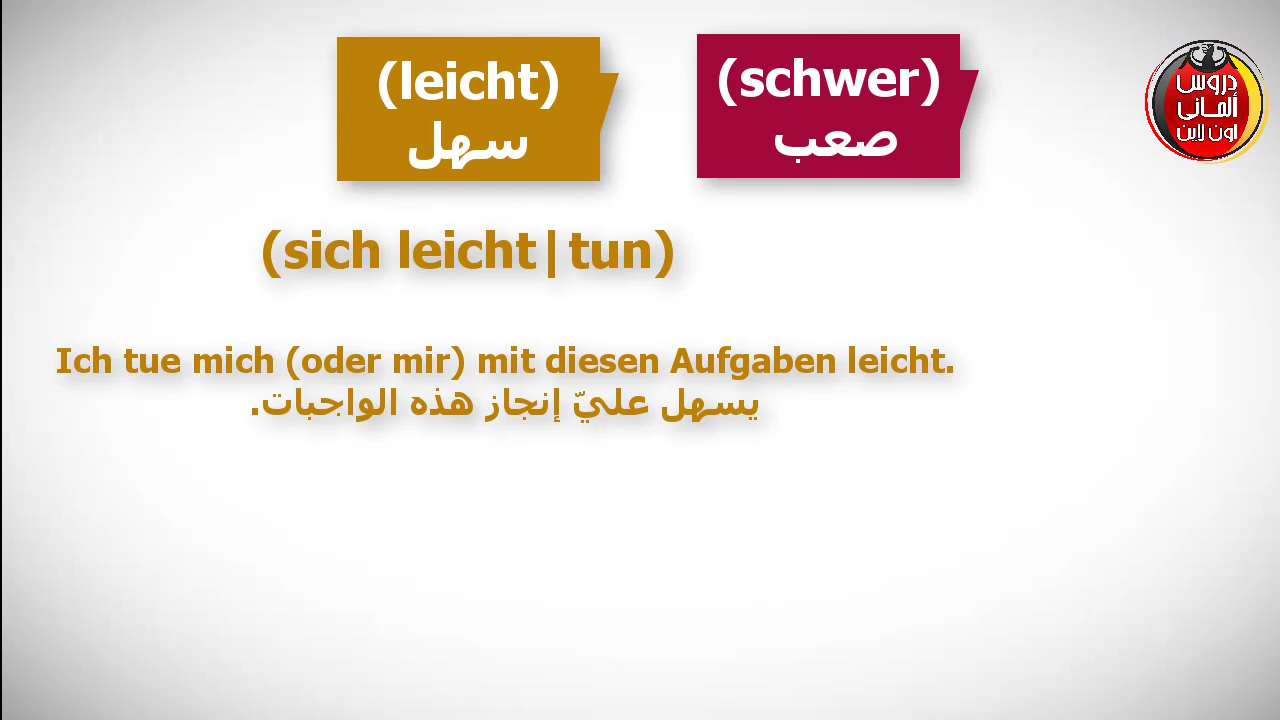 (leicht)
سهل
(schwer)
صعب
دروس
ألماني
اون لاين
(sich leicht|tun)
Ich tue mich (oder mir) mit diesen Aufgaben leicht.
يسهل عليّ إنجاز هذه الواجبات.